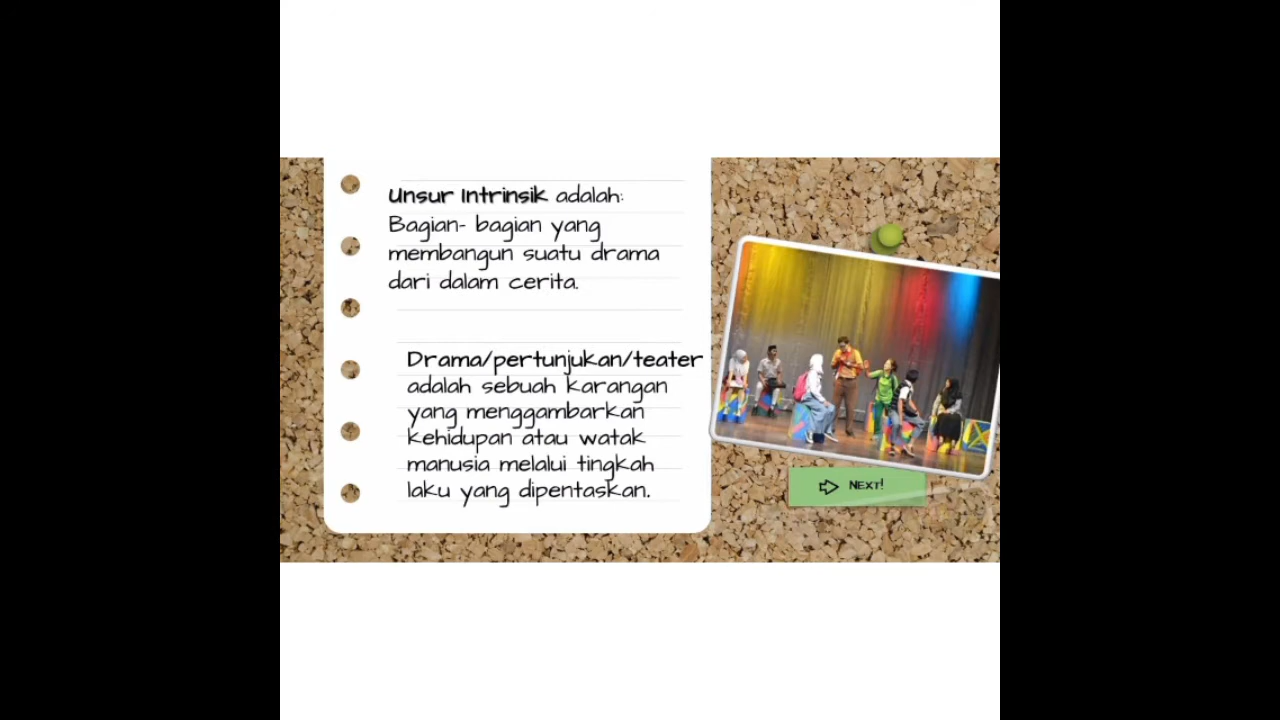 Unsur Intrinsik adalah:
Bagian- bagian yang
membangun suatu drama
dari dalam cerita.
Drama/pertunjukan/teater
adalah sebuah karangan
yang menggambarkan
kehidupan atau watak
manusia melalui tingkah
laku yang dipentaskan.
NEXT!